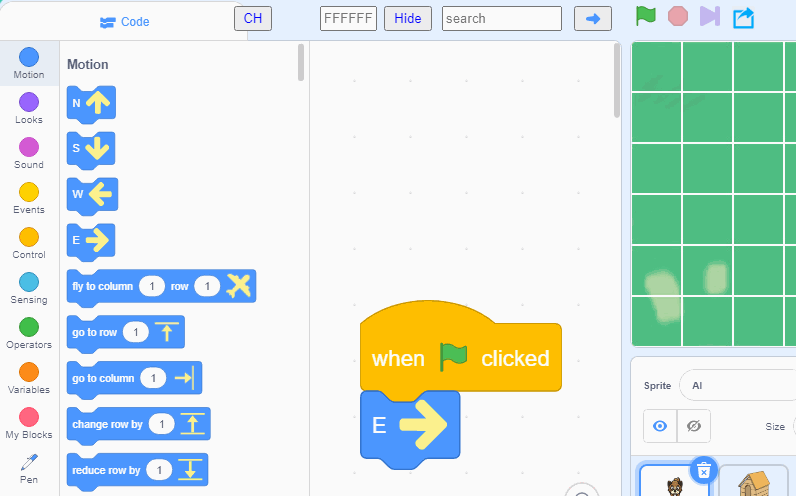 Code
CH
FFFFFF
Hide
search
Motion
Looks
Sound
Events
Control
Sensing
Operators
Variables
My Blocks
Pen
Motion
N
S
W
E
fly to column 1 row 1
go to row 1
go to column 1
change row by 1
reduce row by 1
when clicked
E
Sprite
AI
Size